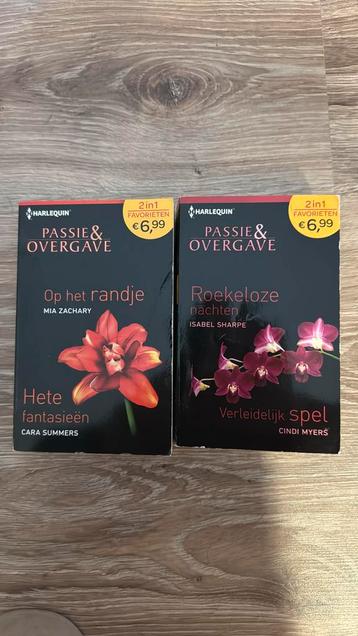 HARLEQUIN
2in1
FAVORIETEN
€ 6,99
PASSIE &
OVERGAVE
Op het randje
MIA ZACHARY
Hete
fantasieën
CARA SUMMERS
HARLEQUIN
2in1
FAVORIETEN
€ 6,99
PASSIE &
OVERGAVE
Roekeloze
nachten
ISABEL SHARPE
Verleidelijk spel
CINDI MYERS